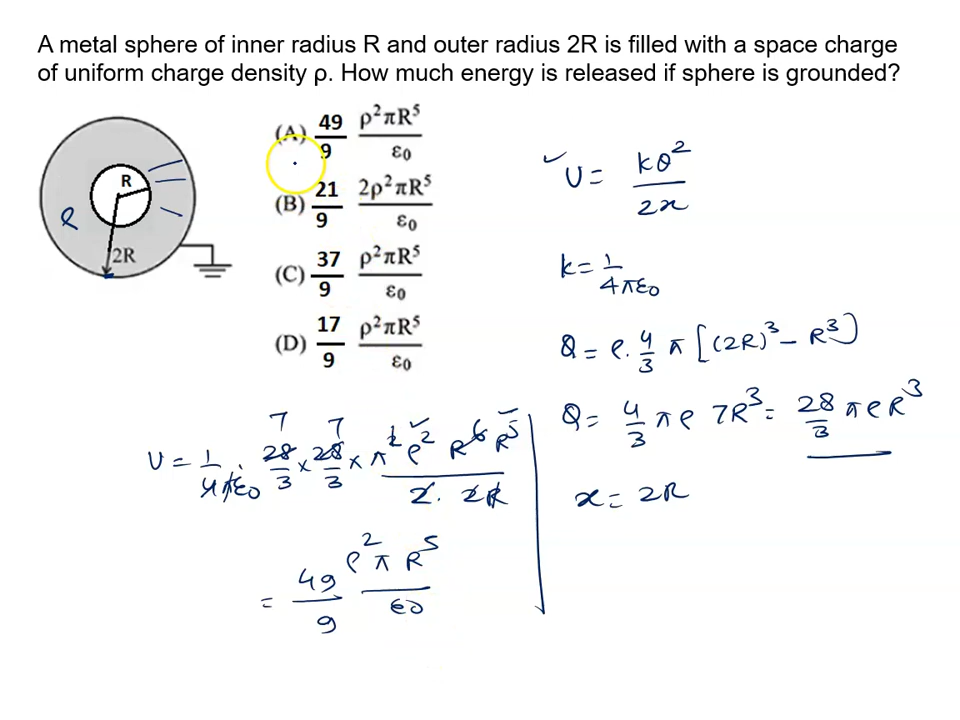 A metal sphere of inner radius R and outer radius 2R is filled with a space charge
of uniform charge density ρ. How much energy is released if sphere is grounded?
R
ρ
2R
(A) 49/9 ρ²πR⁵/ε₀
(B) 21/9 2ρ²πR⁵/ε₀
(C) 37/9 ρ²πR⁵/ε₀
(D) 17/9 ρ²πR⁵/ε₀
U = kQ²/2x
k = 1/4πε₀
Q = ρ. 4/3 π [(2R)³ - R³]
Q = 4/3 πρ 7R³ = 28/3 πρR³
x = 2R
7 7
U = 1/4πε₀ . 28/3 × 28/3 × π² ρ² R⁶ R⁵ / 2. 2R
= 49/9 ρ²πR⁵/ε₀